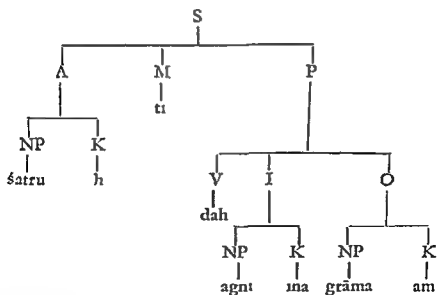 S
A M P
ti
NP K
śatru h
V I O
dah
NP K NP K
agni ina grāma am